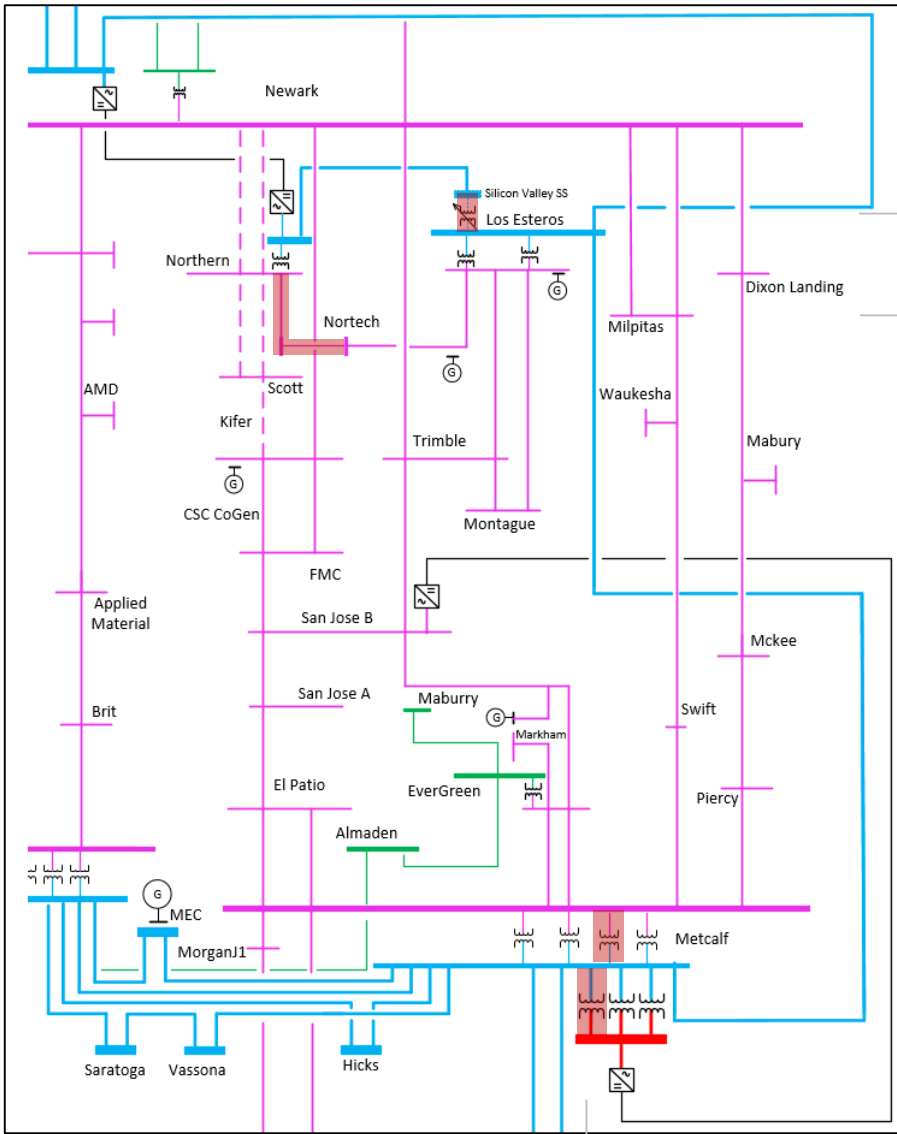 Newark
Silicon Valley SS
Los Esteros
Northern
Dixon Landing
Nortech
Milpitas
G
G
Scott
AMD
Waukesha
Kifer
Trimble
Mabury
G
CSC CoGen
Montague
FMC
Applied
Material
San Jose B
Mckee
San Jose A
Maburry
Brit
G
Swift
Markham
El Patio
EverGreen
Piercy
Almaden
G
MEC
Metcalf
MorganJ1
Saratoga
Vassona
Hicks